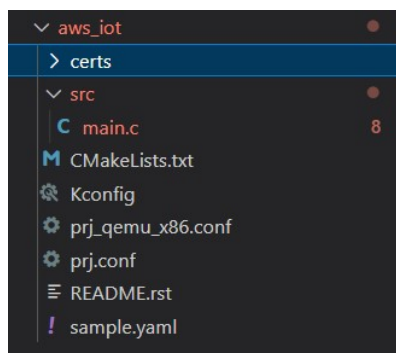 aws_iot
certs
src
C main.c 8
M CMakeLists.txt
Kconfig
prj_qemu_x86.conf
prj.conf
README.rst
! sample.yaml